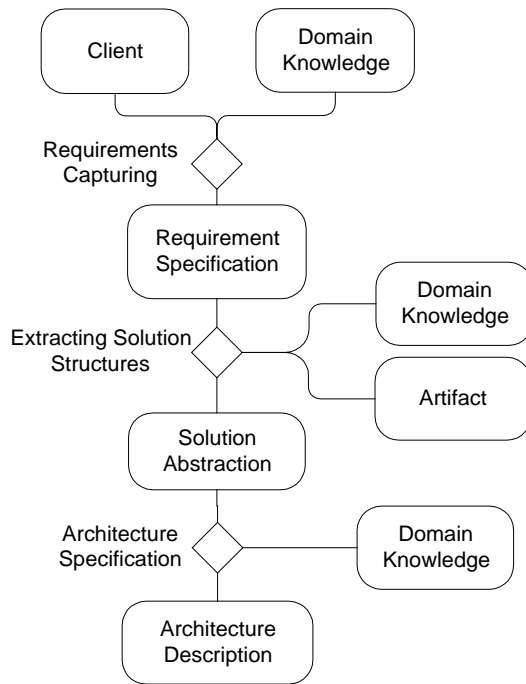 Client
Domain
Knowledge
Requirements
Capturing
Requirement
Specification
Domain
Knowledge
Extracting Solution
Structures
Artifact
Solution
Abstraction
Architecture
Specification
Domain
Knowledge
Architecture
Description